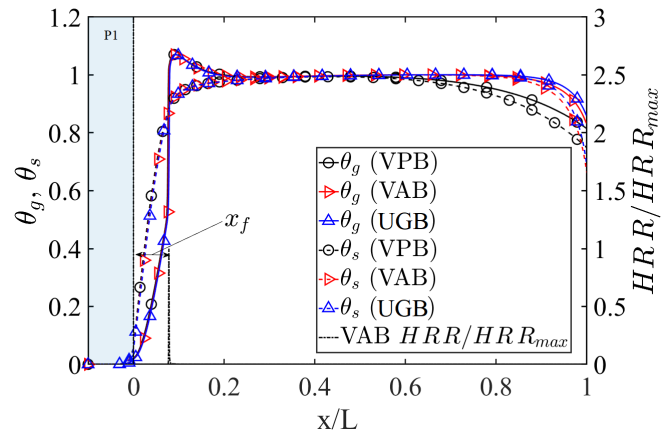 1.2
1
0.8
0.6
0.4
0.2
0
θg, θs
P1
xf
θg (VPB)
θg (VAB)
θg (UGB)
θs (VPB)
θs (VAB)
θs (UGB)
VAB HRR/HRRmax
3
2.5
2
1.5
1
0.5
0
HRR/HRRmax
0 0.2 0.4 0.6 0.8 1
x/L